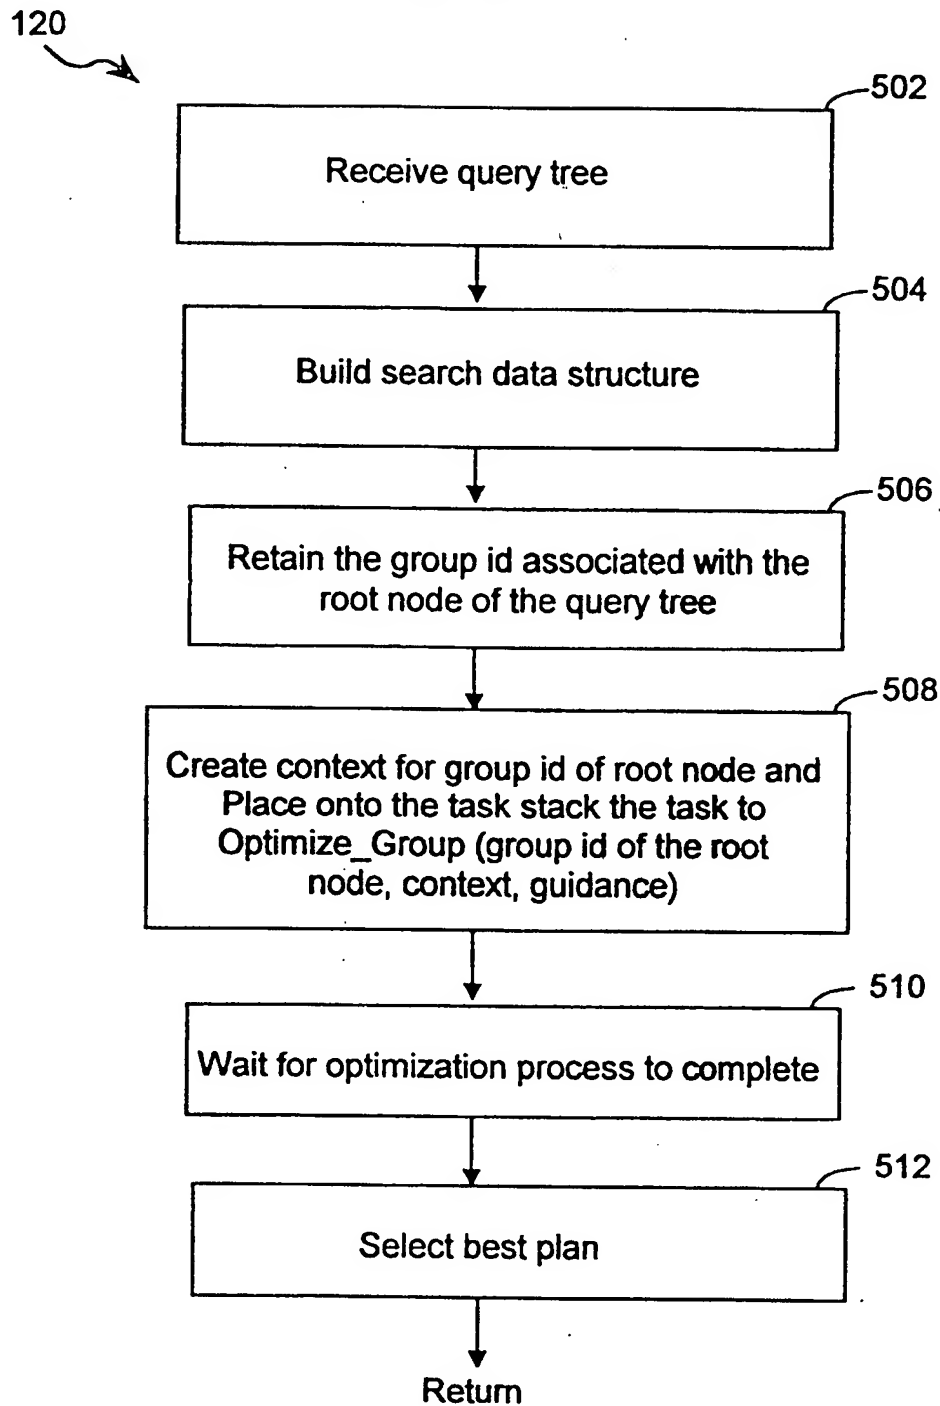 120
502
Receive query tree
504
Build search data structure
506
Retain the group id associated with the
root node of the query tree
508
Create context for group id of root node and
Place onto the task stack the task to
Optimize_Group (group id of the root
node, context, guidance)
510
Wait for optimization process to complete
512
Select best plan
Return